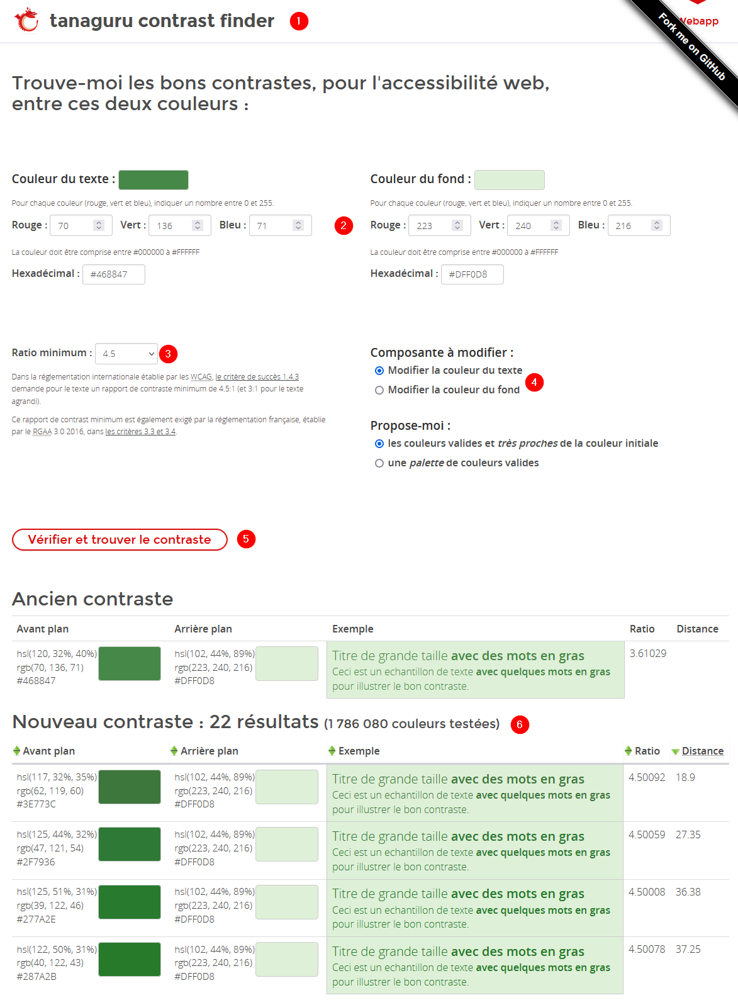 tanaguru contrast finder 1
Webapp
Fork me on GitHub
Trouve-moi les bons contrastes, pour l'accessibilité web,
entre ces deux couleurs :
Couleur du texte :
Pour chaque couleur (rouge, vert et bleu), indiquer un nombre entre 0 et 255.
Rouge : 70 Vert : 136 Bleu : 71
La couleur doit être comprise entre #000000 à #FFFFFF
Hexadécimal : #468847
2
Couleur du fond :
Pour chaque couleur (rouge, vert et bleu), indiquer un nombre entre 0 et 255.
Rouge : 223 Vert : 240 Bleu : 216
La couleur doit être comprise entre #000000 à #FFFFFF
Hexadécimal : #DFF0D8
Ratio minimum : 4.5 3
Dans la réglementation internationale établie par les WCAG, le critère de succès 1.4.3
demande pour le texte un rapport de contraste minimum de 4.5:1 (et 3:1 pour le texte
agrandi).
Ce rapport de contrast minimum est également exigé par la réglementation française, établie
par le RGAA 3.0 2016, dans les critères 3.3 et 3.4.
Composante à modifier :
Modifier la couleur du texte
Modifier la couleur du fond
4
Propose-moi :
les couleurs valides et très proches de la couleur initiale
une palette de couleurs valides
Vérifier et trouver le contraste 5
Ancien contraste
Avant plan Arrière plan Exemple Ratio Distance
hsl(120, 32%, 40%)
rgb(70, 136, 71)
#468847
hsl(102, 44%, 89%)
rgb(223, 240, 216)
#DFF0D8
Titre de grande taille avec des mots en gras
Ceci est un echantillon de texte avec quelques mots en gras
pour illustrer le bon contraste.
3.61029
Nouveau contraste : 22 résultats (1 786 080 couleurs testées) 6
Avant plan Arrière plan Exemple Ratio Distance
hsl(117, 32%, 35%)
rgb(62, 119, 60)
#3E773C
hsl(102, 44%, 89%)
rgb(223, 240, 216)
#DFF0D8
Titre de grande taille avec des mots en gras
Ceci est un echantillon de texte avec quelques mots en gras
pour illustrer le bon contraste.
4.50092 18.9
hsl(125, 44%, 32%)
rgb(47, 121, 54)
#2F7936
hsl(102, 44%, 89%)
rgb(223, 240, 216)
#DFF0D8
Titre de grande taille avec des mots en gras
Ceci est un echantillon de texte avec quelques mots en gras
pour illustrer le bon contraste.
4.50059 27.35
hsl(125, 51%, 31%)
rgb(39, 122, 46)
#277A2E
hsl(102, 44%, 89%)
rgb(223, 240, 216)
#DFF0D8
Titre de grande taille avec des mots en gras
Ceci est un echantillon de texte avec quelques mots en gras
pour illustrer le bon contraste.
4.50008 36.38
hsl(122, 50%, 31%)
rgb(40, 122, 43)
#287A2B
hsl(102, 44%, 89%)
rgb(223, 240, 216)
#DFF0D8
Titre de grande taille avec des mots en gras
Ceci est un echantillon de texte avec quelques mots en gras
pour illustrer le bon contraste.
4.50078 37.25